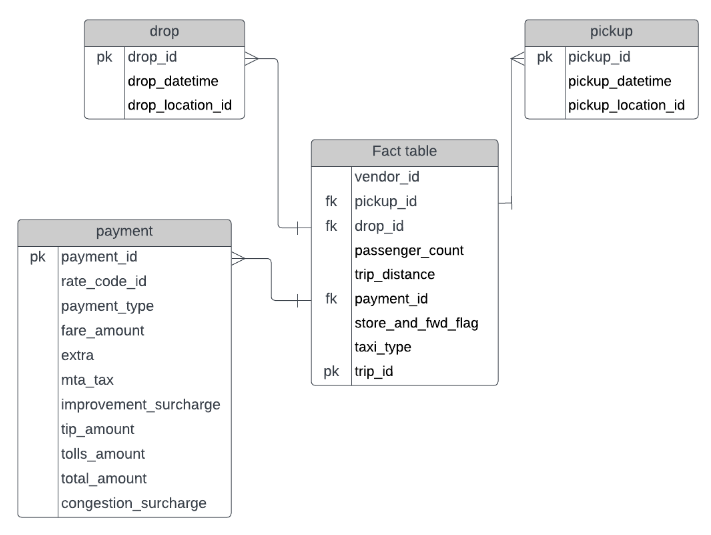 drop
pk drop_id
drop_datetime
drop_location_id
pickup
pk pickup_id
pickup_datetime
pickup_location_id
Fact table
vendor_id
fk pickup_id
fk drop_id
passenger_count
trip_distance
fk payment_id
store_and_fwd_flag
taxi_type
pk trip_id
payment
pk payment_id
rate_code_id
payment_type
fare_amount
extra
mta_tax
improvement_surcharge
tip_amount
tolls_amount
total_amount
congestion_surcharge